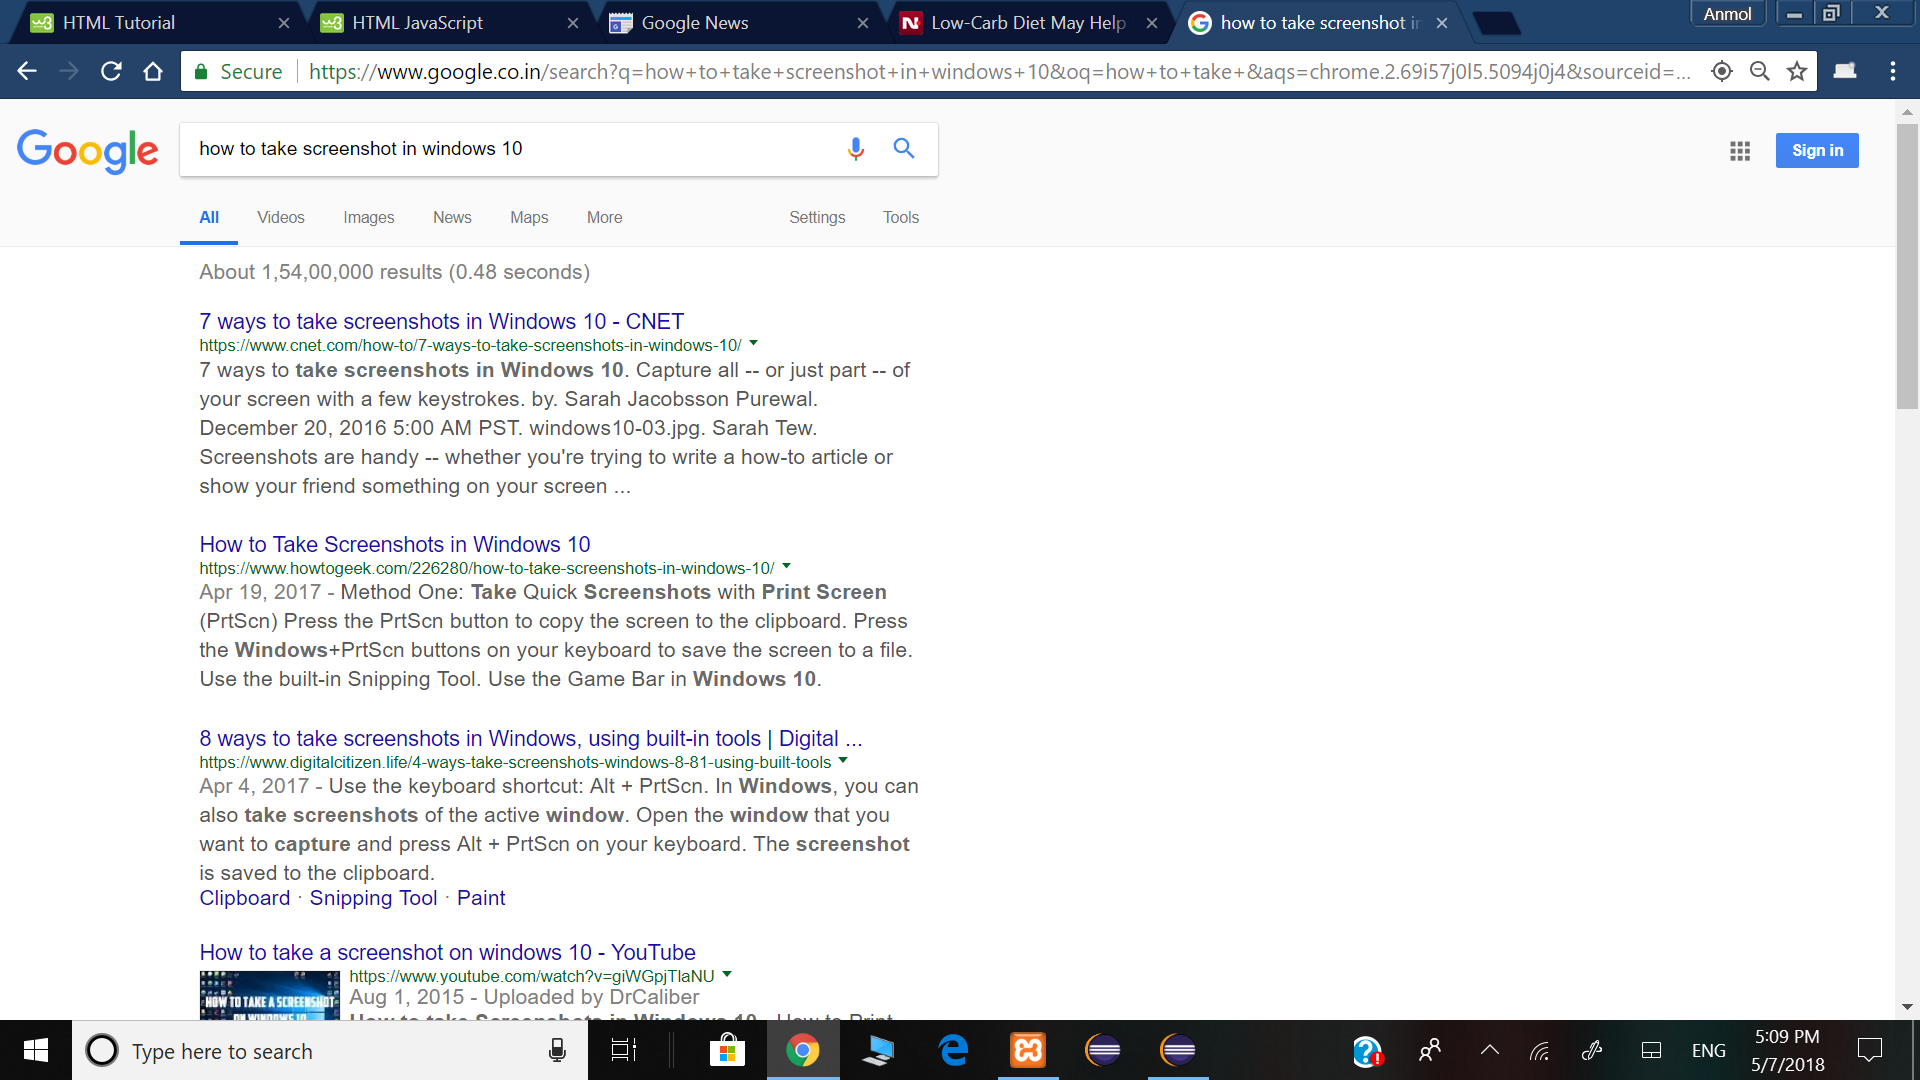 HTML Tutorial
HTML JavaScript
Google News
Low-Carb Diet May Help
how to take screenshot in
Anmol
Secure
https://www.google.co.in/search?q=how+to+take+screenshot+in+windows+10&oq=how+to+take+&aqs=chrome.2.69i57j0l5.5094j0j4&sourceid=...
Google
how to take screenshot in windows 10
Sign in
All Videos Images News Maps More Settings Tools
About 1,54,00,000 results (0.48 seconds)
7 ways to take screenshots in Windows 10 - CNET
https://www.cnet.com/how-to/7-ways-to-take-screenshots-in-windows-10/
7 ways to take screenshots in Windows 10. Capture all -- or just part -- of
your screen with a few keystrokes. by. Sarah Jacobsson Purewal.
December 20, 2016 5:00 AM PST. windows10-03.jpg. Sarah Tew.
Screenshots are handy -- whether you're trying to write a how-to article or
show your friend something on your screen ...
How to Take Screenshots in Windows 10
https://www.howtogeek.com/226280/how-to-take-screenshots-in-windows-10/
Apr 19, 2017 - Method One: Take Quick Screenshots with Print Screen
(PrtScn) Press the PrtScn button to copy the screen to the clipboard. Press
the Windows+PrtScn buttons on your keyboard to save the screen to a file.
Use the built-in Snipping Tool. Use the Game Bar in Windows 10.
8 ways to take screenshots in Windows, using built-in tools | Digital ...
https://www.digitalcitizen.life/4-ways-take-screenshots-windows-8-81-using-built-tools
Apr 4, 2017 - Use the keyboard shortcut: Alt + PrtScn. In Windows, you can
also take screenshots of the active window. Open the window that you
want to capture and press Alt + PrtScn on your keyboard. The screenshot
is saved to the clipboard.
Clipboard · Snipping Tool · Paint
How to take a screenshot on windows 10 - YouTube
https://www.youtube.com/watch?v=giWGpjTlaNU
Aug 1, 2015 - Uploaded by DrCaliber
HOW TO TAKE A SCREENSHOT
ON WINDOWS 10
How to take Screenshots in Windows 10 - How to Print
Type here to search
ENG
5:09 PM
5/7/2018